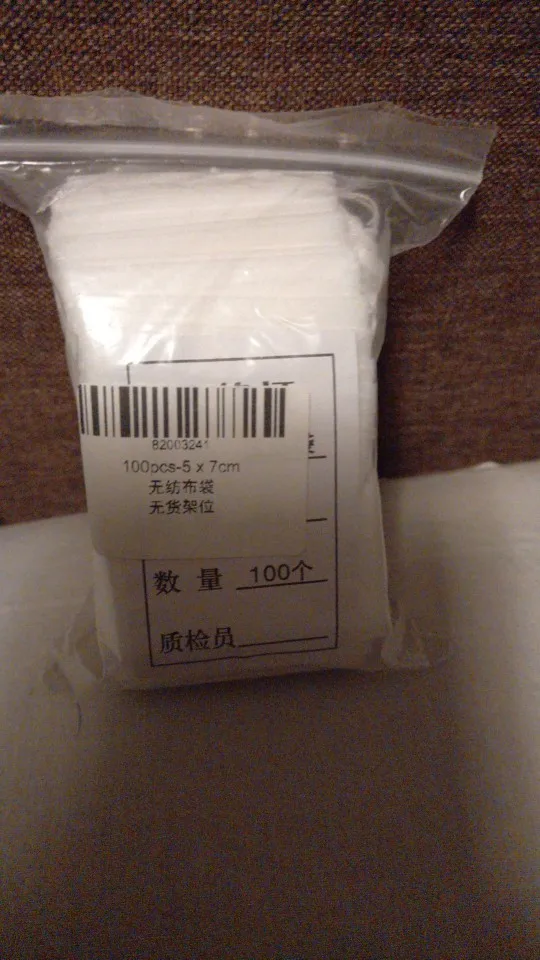 82003241
100pcs-5 x 7cm
无纺布袋
无货架位
数量 100个
质检员